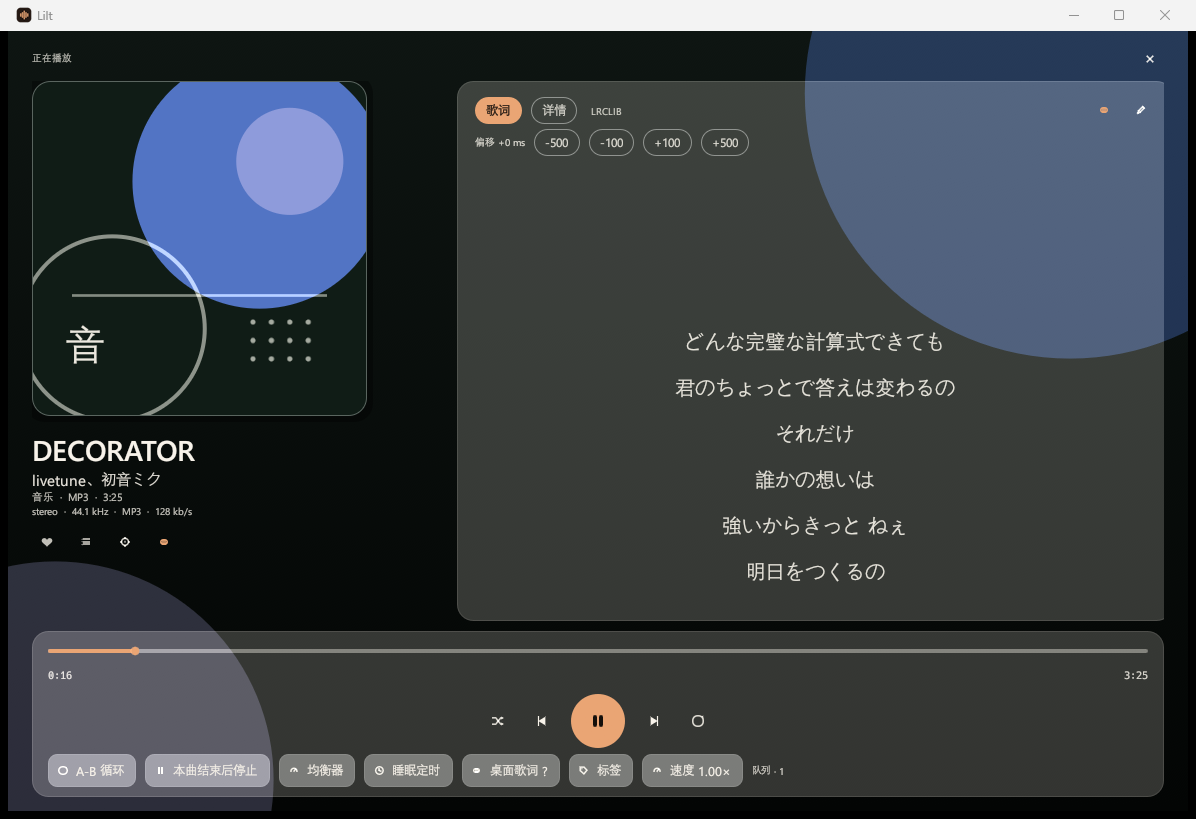 Lilt
正在播放
歌词 详情 LRCLIB
偏移 +0 ms -500 -100 +100 +500
音
どんな完璧な計算式できても
君のちょっとで答えは変わるの
それだけ
誰かの想いは
強いからきっと ねぇ
明日をつくるの
DECORATOR
livetune、初音ミク
音乐 · MP3 · 3:25
stereo · 44.1 kHz · MP3 · 128 kb/s
0:16 3:25
A-B 循环 本曲结束后停止 均衡器 睡眠定时 桌面歌词 ? 标签 速度 1.00× 队列 · 1